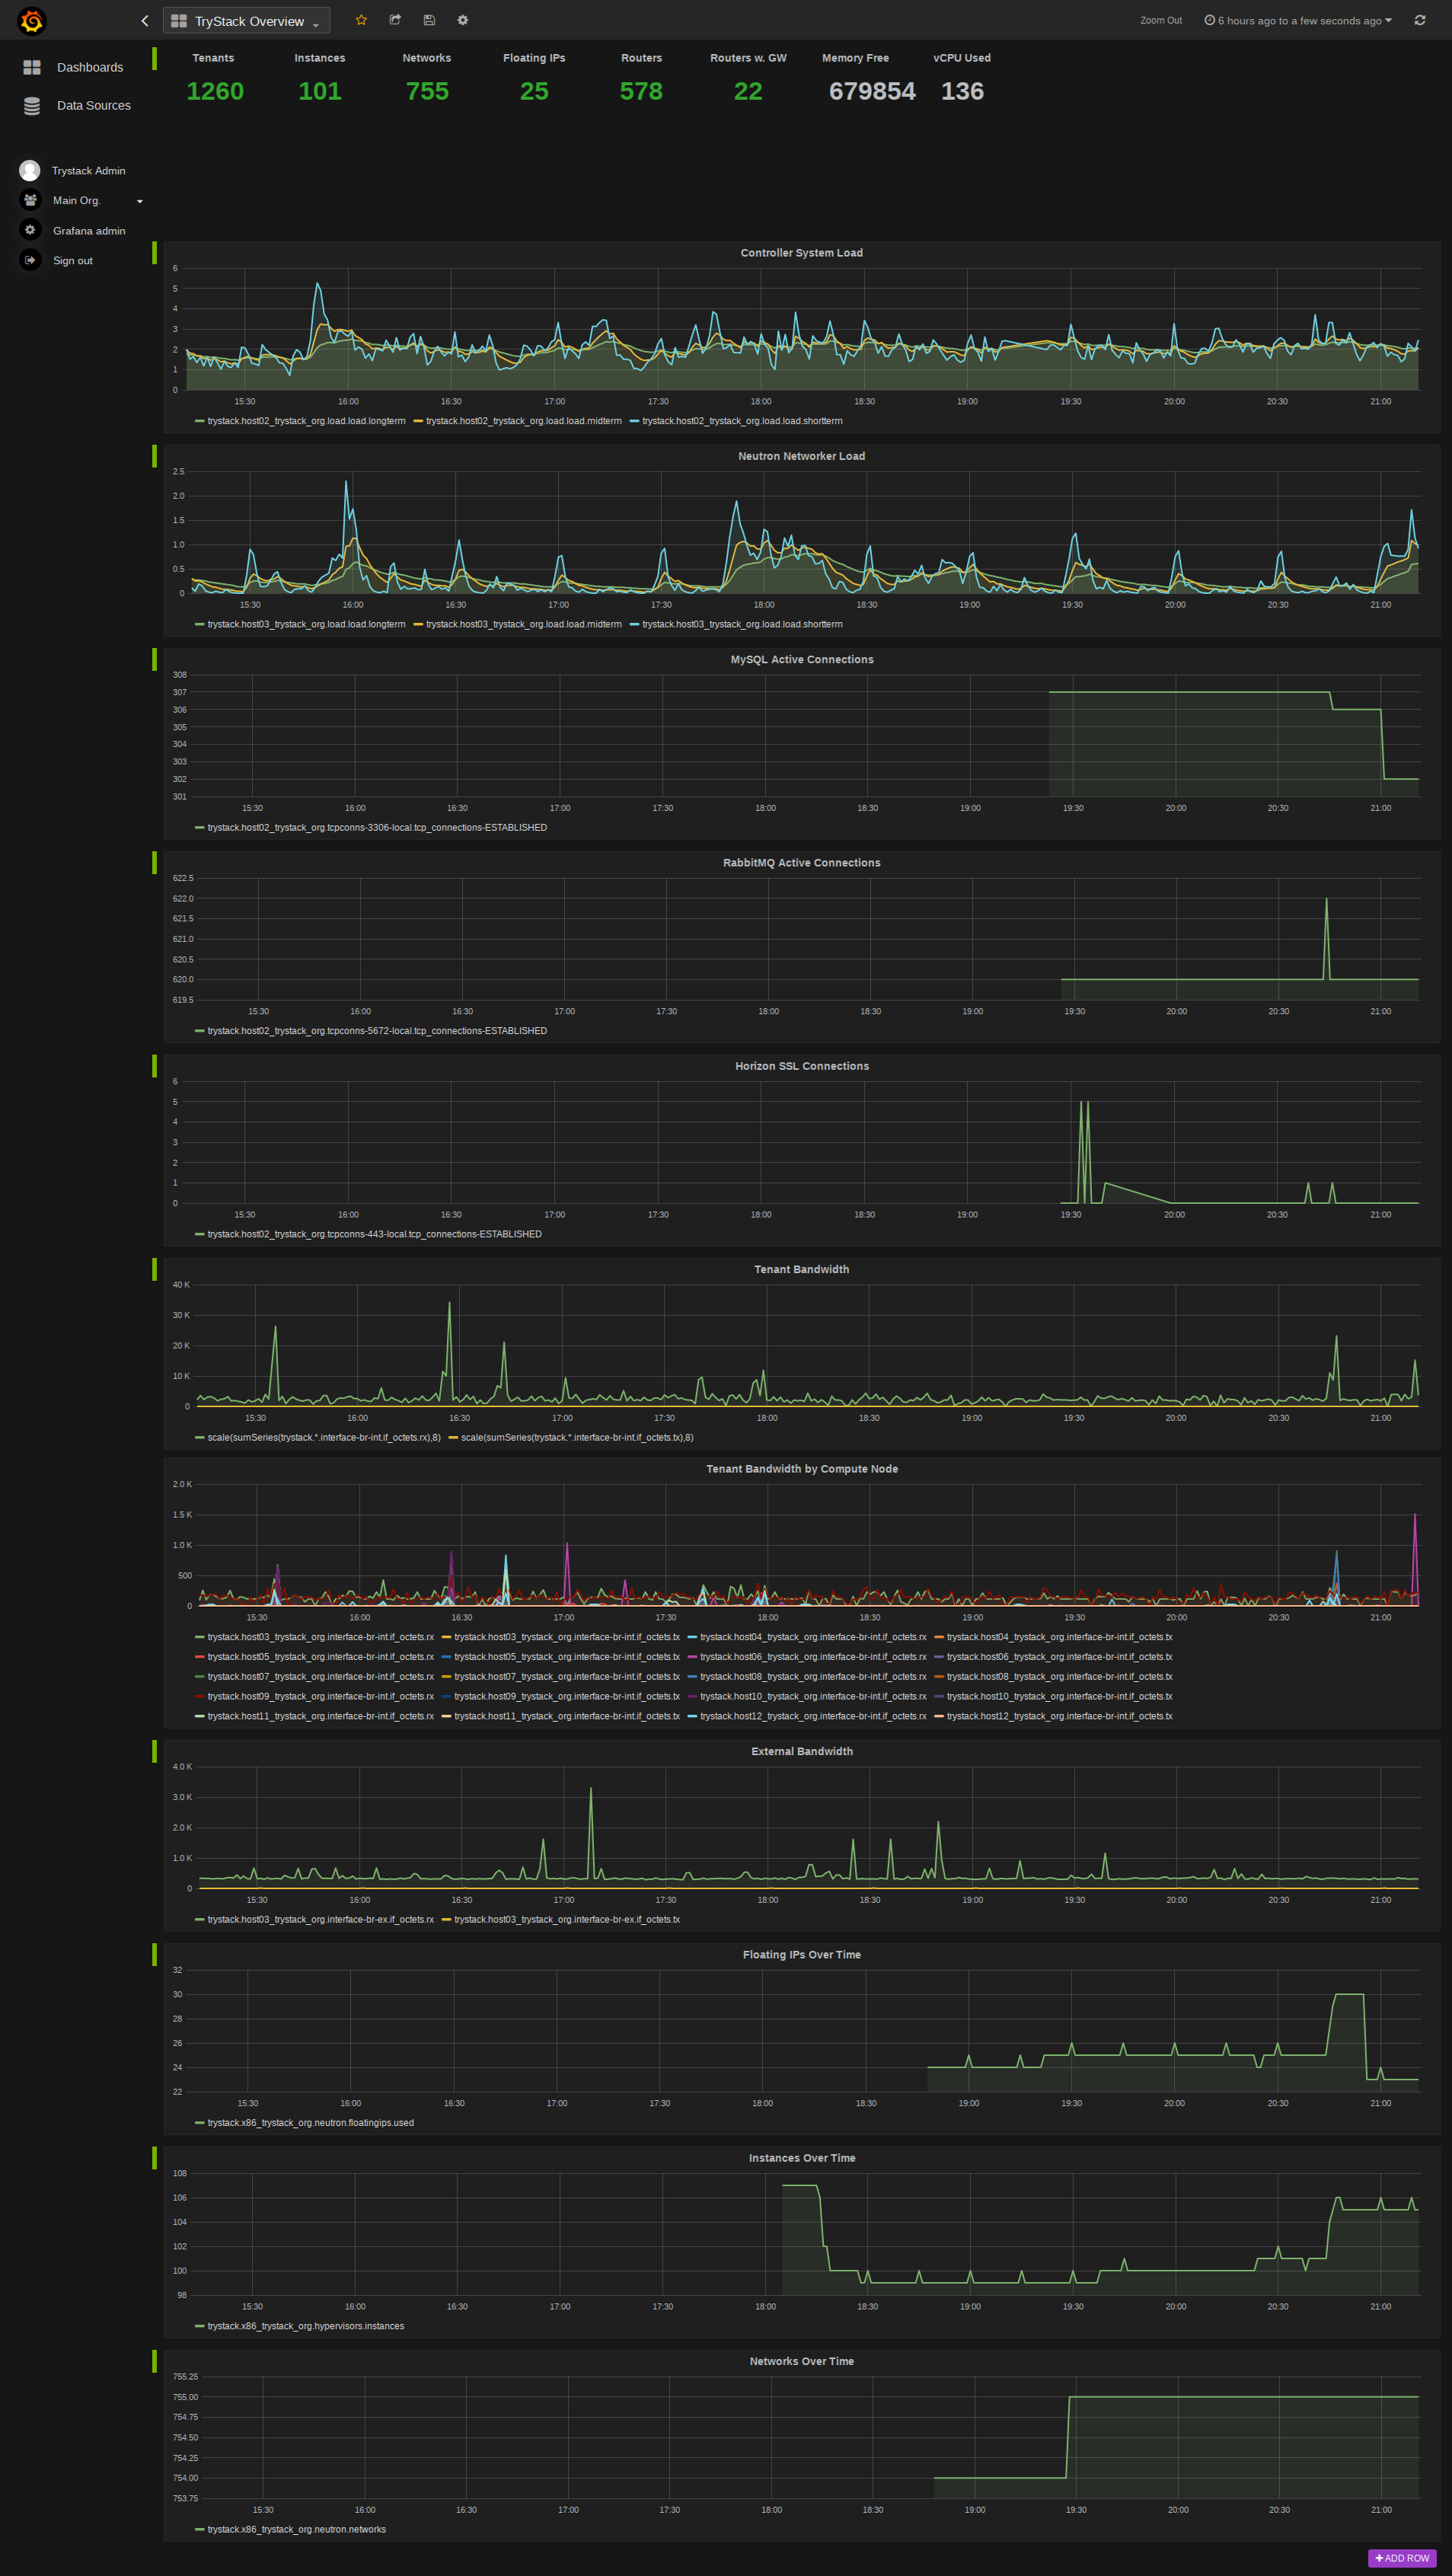 TryStack Overview
Zoom Out 6 hours ago to a few seconds ago
Dashboards
Data Sources
Trystack Admin
Main Org.
Grafana admin
Sign out
Tenants Instances Networks Floating IPs Routers Routers w. GW Memory Free vCPU Used
1260 101 755 25 578 22 679854 136
Controller System Load
6
5
4
3
2
1
0
15:30 16:00 16:30 17:00 17:30 18:00 18:30 19:00 19:30 20:00 20:30 21:00
trystack.host02_trystack_org.load.load.longterm trystack.host02_trystack_org.load.load.midterm trystack.host02_trystack_org.load.load.shortterm
Neutron Networker Load
2.5
2.0
1.5
1.0
0.5
0
15:30 16:00 16:30 17:00 17:30 18:00 18:30 19:00 19:30 20:00 20:30 21:00
trystack.host03_trystack_org.load.load.longterm trystack.host03_trystack_org.load.load.midterm trystack.host03_trystack_org.load.load.shortterm
MySQL Active Connections
308
307
306
305
304
303
302
301
15:30 16:00 16:30 17:00 17:30 18:00 18:30 19:00 19:30 20:00 20:30 21:00
trystack.host02_trystack_org.tcpconns-3306-local.tcp_connections-ESTABLISHED
RabbitMQ Active Connections
622.5
622.0
621.5
621.0
620.5
620.0
619.5
15:30 16:00 16:30 17:00 17:30 18:00 18:30 19:00 19:30 20:00 20:30 21:00
trystack.host02_trystack_org.tcpconns-5672-local.tcp_connections-ESTABLISHED
Horizon SSL Connections
6
5
4
3
2
1
0
15:30 16:00 16:30 17:00 17:30 18:00 18:30 19:00 19:30 20:00 20:30 21:00
trystack.host02_trystack_org.tcpconns-443-local.tcp_connections-ESTABLISHED
Tenant Bandwidth
40 K
30 K
20 K
10 K
0
15:30 16:00 16:30 17:00 17:30 18:00 18:30 19:00 19:30 20:00 20:30 21:00
scale(sumSeries(trystack.*.interface-br-int.if_octets.rx),8) scale(sumSeries(trystack.*.interface-br-int.if_octets.tx),8)
Tenant Bandwidth by Compute Node
2.0 K
1.5 K
1.0 K
500
0
15:30 16:00 16:30 17:00 17:30 18:00 18:30 19:00 19:30 20:00 20:30 21:00
trystack.host03_trystack_org.interface-br-int.if_octets.rx trystack.host03_trystack_org.interface-br-int.if_octets.tx trystack.host04_trystack_org.interface-br-int.if_octets.rx trystack.host04_trystack_org.interface-br-int.if_octets.tx
trystack.host05_trystack_org.interface-br-int.if_octets.rx trystack.host05_trystack_org.interface-br-int.if_octets.tx trystack.host06_trystack_org.interface-br-int.if_octets.rx trystack.host06_trystack_org.interface-br-int.if_octets.tx
trystack.host07_trystack_org.interface-br-int.if_octets.rx trystack.host07_trystack_org.interface-br-int.if_octets.tx trystack.host08_trystack_org.interface-br-int.if_octets.rx trystack.host08_trystack_org.interface-br-int.if_octets.tx
trystack.host09_trystack_org.interface-br-int.if_octets.rx trystack.host09_trystack_org.interface-br-int.if_octets.tx trystack.host10_trystack_org.interface-br-int.if_octets.rx trystack.host10_trystack_org.interface-br-int.if_octets.tx
trystack.host11_trystack_org.interface-br-int.if_octets.rx trystack.host11_trystack_org.interface-br-int.if_octets.tx trystack.host12_trystack_org.interface-br-int.if_octets.rx trystack.host12_trystack_org.interface-br-int.if_octets.tx
External Bandwidth
4.0 K
3.0 K
2.0 K
1.0 K
0
15:30 16:00 16:30 17:00 17:30 18:00 18:30 19:00 19:30 20:00 20:30 21:00
trystack.host03_trystack_org.interface-br-ex.if_octets.rx trystack.host03_trystack_org.interface-br-ex.if_octets.tx
Floating IPs Over Time
32
30
28
26
24
22
15:30 16:00 16:30 17:00 17:30 18:00 18:30 19:00 19:30 20:00 20:30 21:00
trystack.x86_trystack_org.neutron.floatingips.used
Instances Over Time
108
106
104
102
100
98
15:30 16:00 16:30 17:00 17:30 18:00 18:30 19:00 19:30 20:00 20:30 21:00
trystack.x86_trystack_org.hypervisors.instances
Networks Over Time
755.25
755.00
754.75
754.50
754.25
754.00
753.75
15:30 16:00 16:30 17:00 17:30 18:00 18:30 19:00 19:30 20:00 20:30 21:00
trystack.x86_trystack_org.neutron.networks
ADD ROW